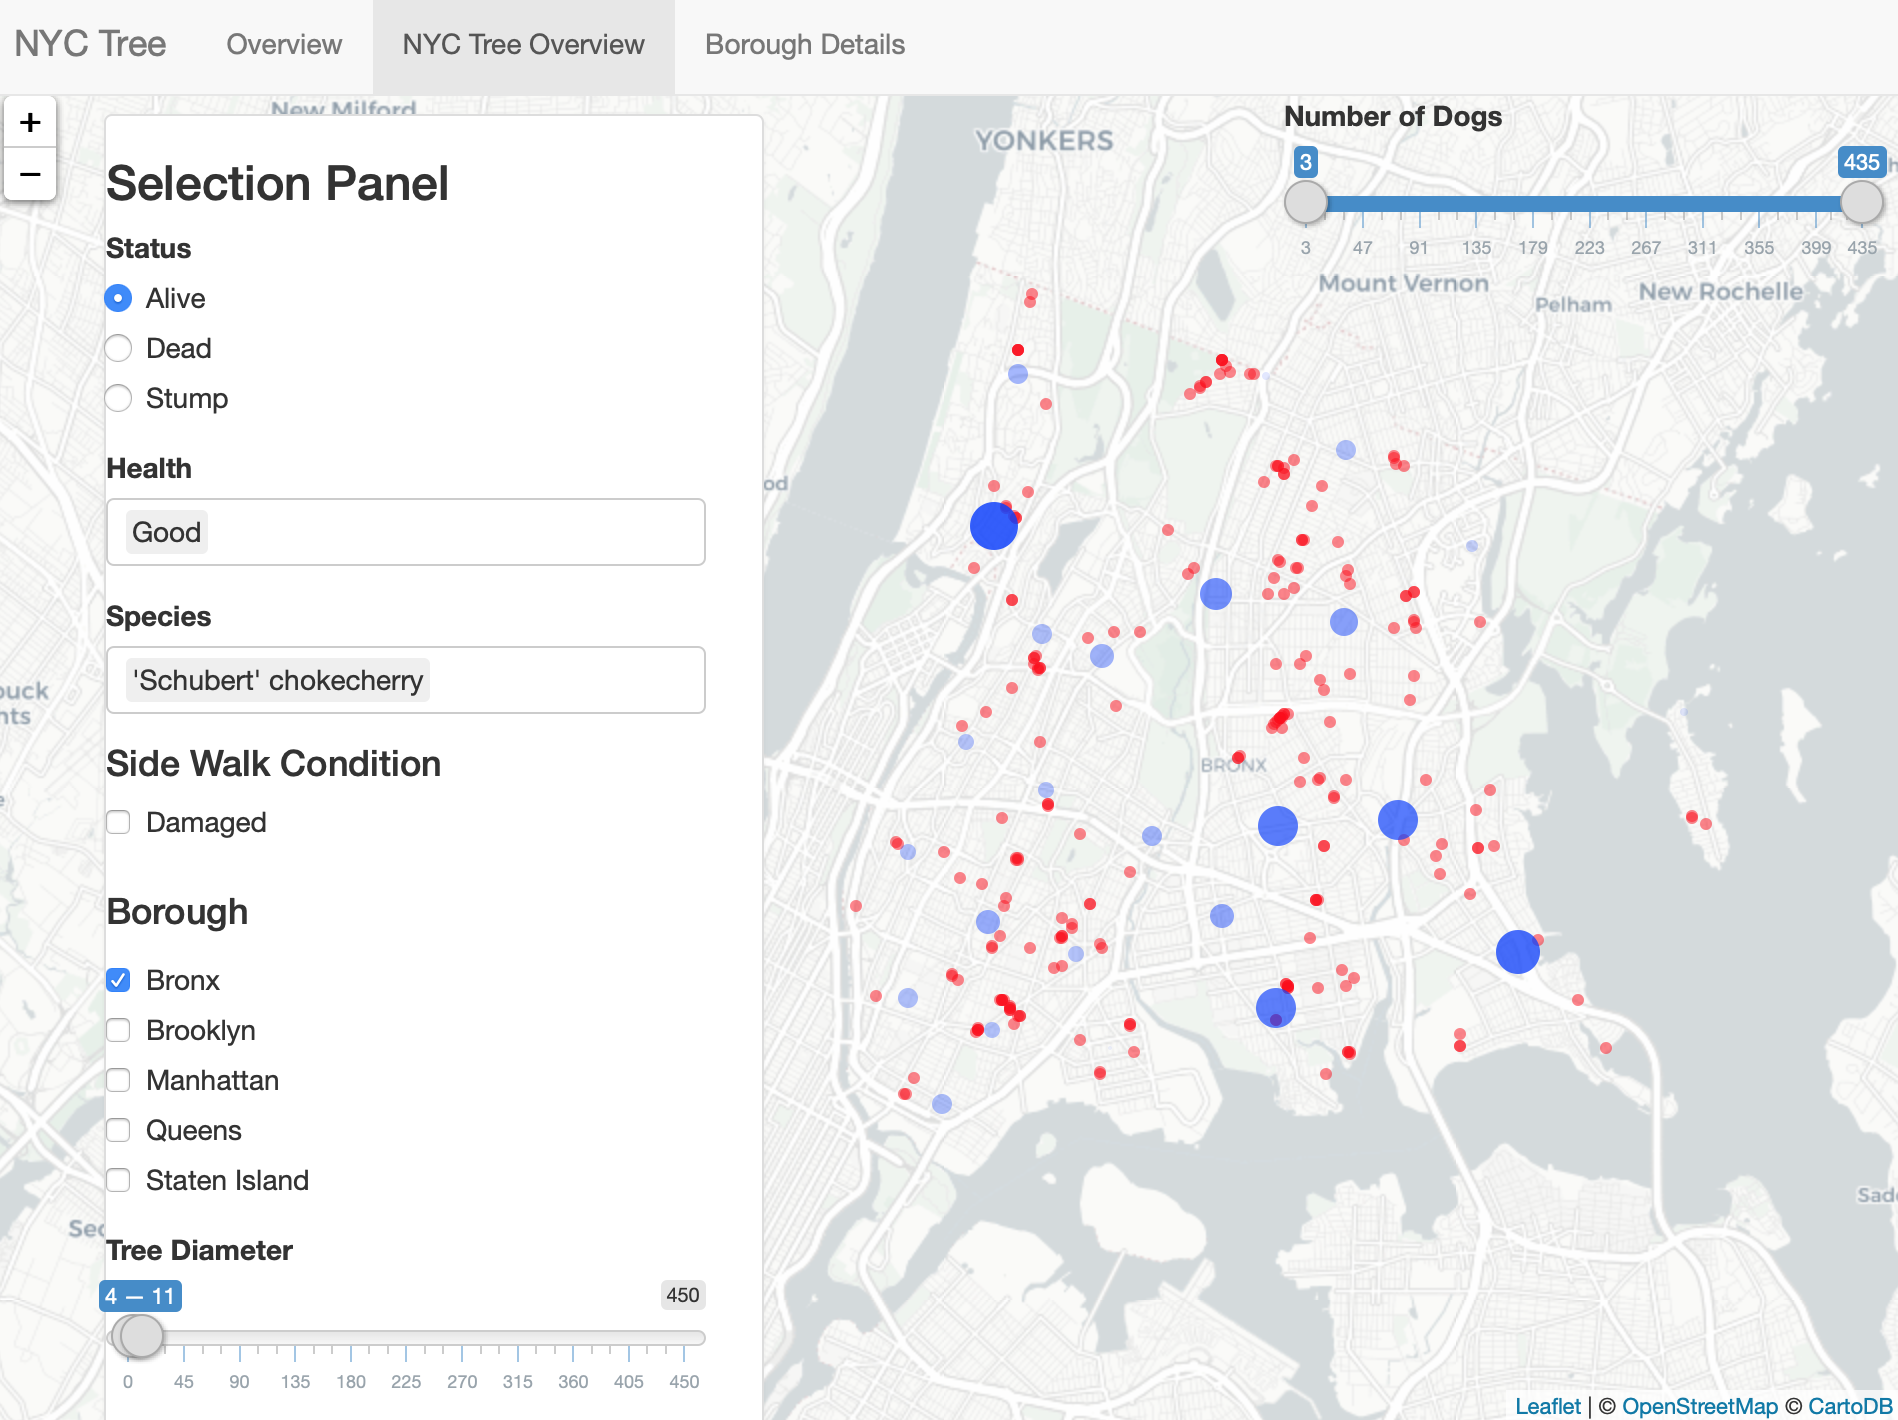 NYC Tree
Overview
NYC Tree Overview
Borough Details
+
−
New Milford
Selection Panel
Status
Alive
Dead
Stump
Health
Good
Species
'Schubert' chokecherry
Side Walk Condition
Damaged
Borough
Bronx
Brooklyn
Manhattan
Queens
Staten Island
Tree Diameter
4 — 11
450
0 45 90 135 180 225 270 315 360 405 450
Number of Dogs
3
435
3 47 91 135 179 223 267 311 355 399 435
YONKERS
Mount Vernon
Pelham
New Rochelle
BRONX
Leaflet | © OpenStreetMap © CartoDB